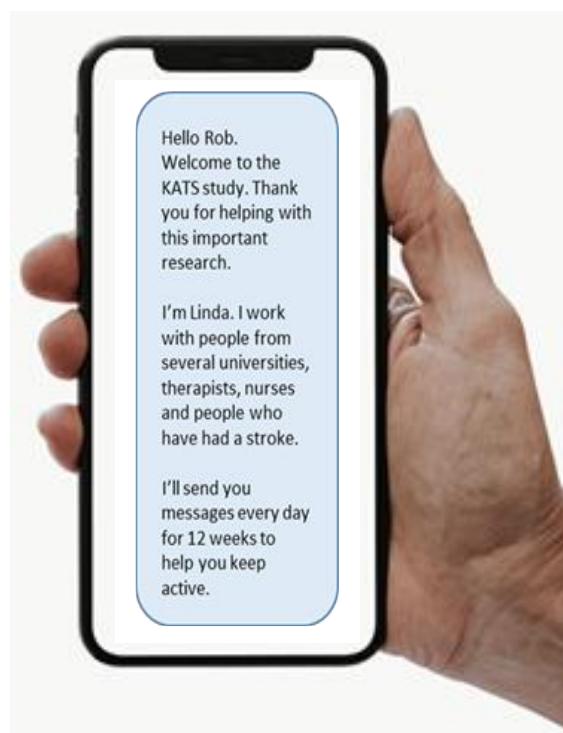 Hello Rob.
Welcome to the
KATS study. Thank
you for helping with
this important
research.
I'm Linda. I work
with people from
several universities,
therapists, nurses
and people who
have had a stroke.
I'll send you
messages every day
for 12 weeks to
help you keep
active.